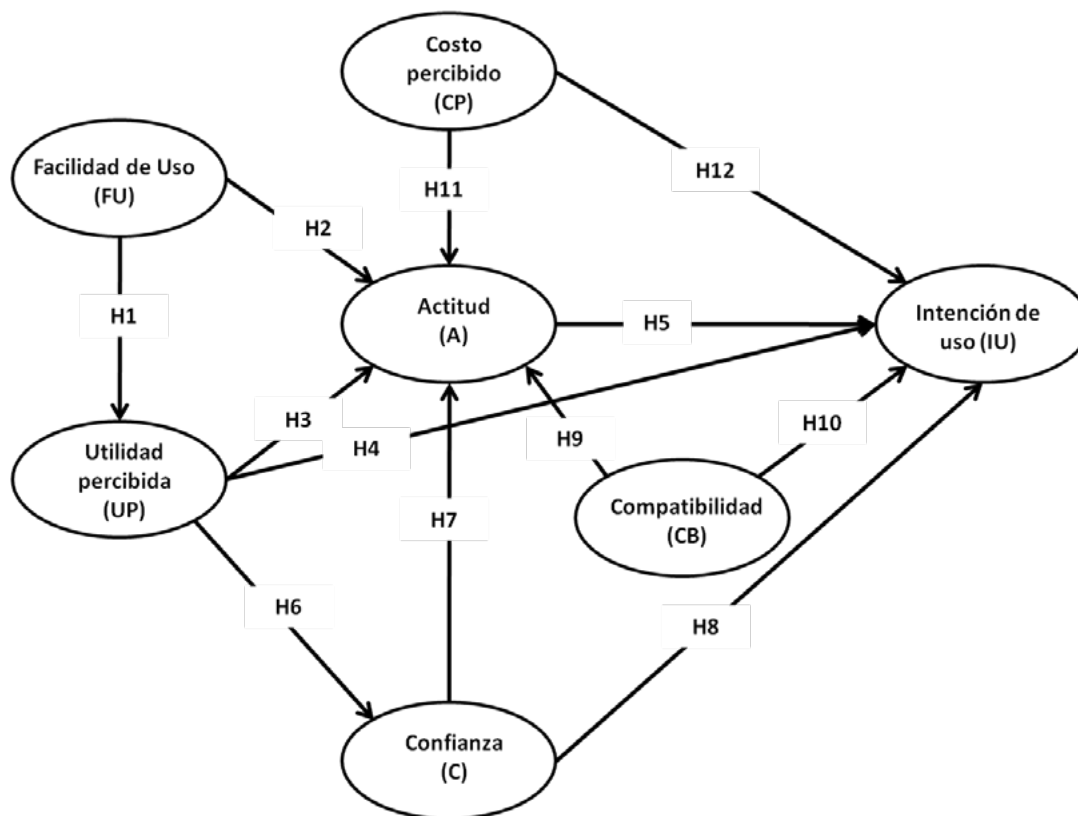 Costo
percibido
(CP)
Facilidad de Uso
(FU)
H12
H11
H2
H1
Actitud
(A)
H5
Intención de
uso (IU)
H3
H4
H9
H10
Utilidad
percibida
(UP)
Compatibilidad
(CB)
H7
H6
H8
Confianza
(C)